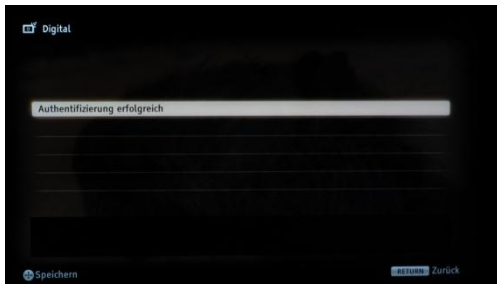 Digital
Authentifizierung erfolgreich
Speichern
RETURN Zurück